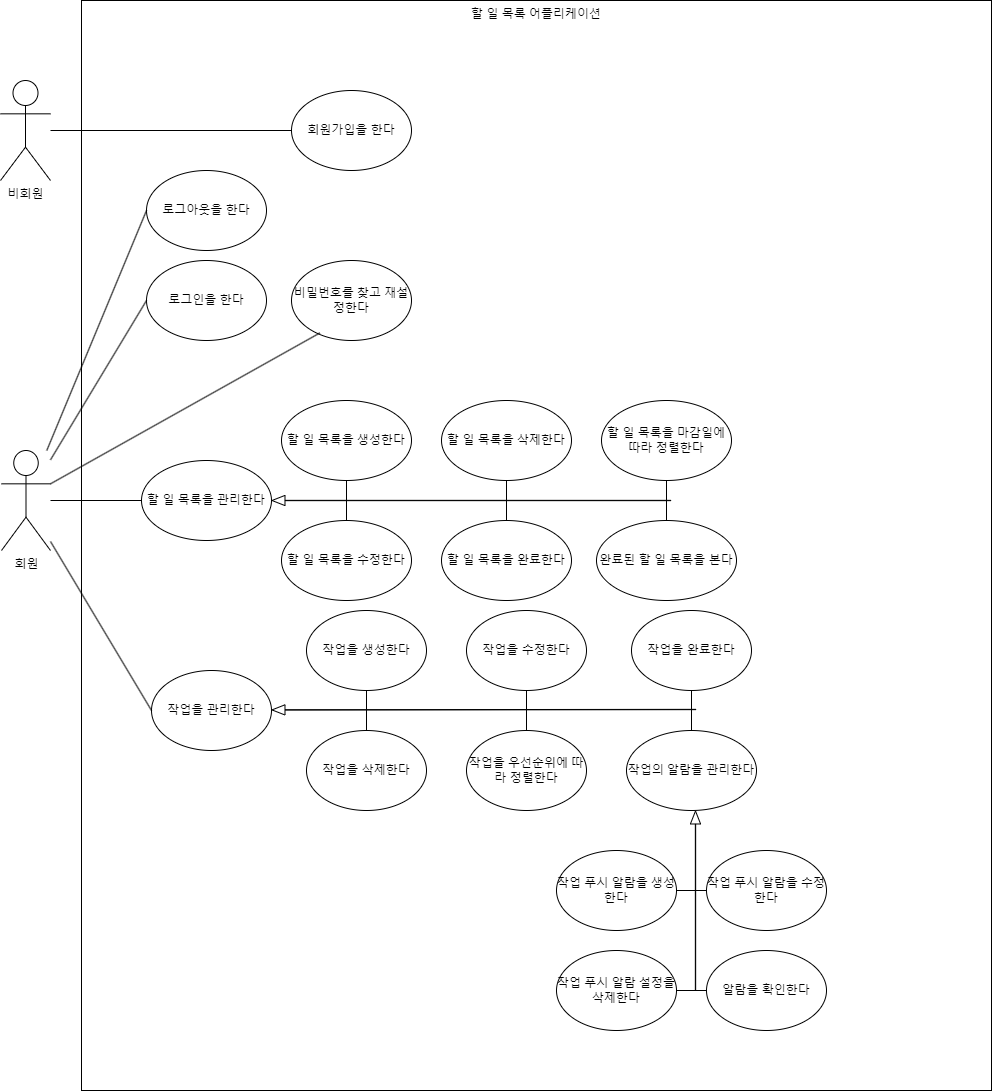 할 일 목록 어플리케이션
회원가입을 한다
비회원
로그아웃을 한다
로그인을 한다
비밀번호를 찾고 재설
정한다
할 일 목록을 생성한다
할 일 목록을 삭제한다
할 일 목록을 마감일에
따라 정렬한다
할 일 목록을 관리한다
회원
할 일 목록을 수정한다
할 일 목록을 완료한다
완료된 할 일 목록을 본다
작업을 생성한다
작업을 수정한다
작업을 완료한다
작업을 관리한다
작업을 삭제한다
작업을 우선순위에 따
라 정렬한다
작업의 알람을 관리한다
작업 푸시 알람을 생성
한다
작업 푸시 알람을 수정
한다
작업 푸시 알람 설정을
삭제한다
알람을 확인한다